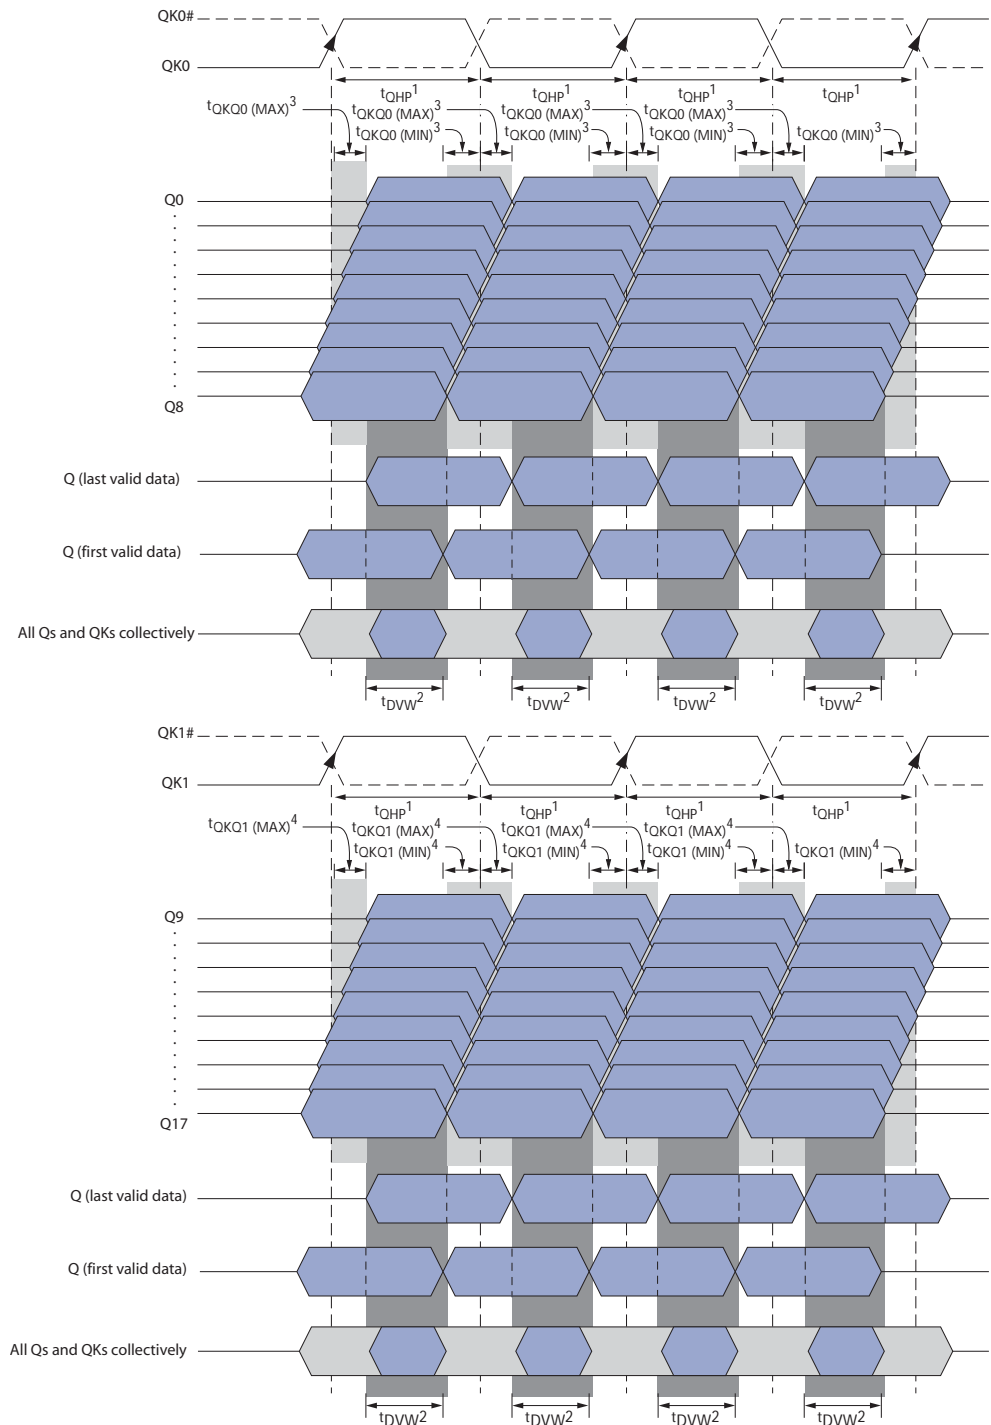 QK0#
QK0
tQHP1 tQHP1 tQHP1 tQHP1
tQKQ0 (MAX)3 tQKQ0 (MAX)3 tQKQ0 (MAX)3 tQKQ0 (MAX)3
tQKQ0 (MIN)3 tQKQ0 (MIN)3 tQKQ0 (MIN)3 tQKQ0 (MIN)3
Q0
Q8
Q (last valid data)
Q (first valid data)
All Qs and QKs collectively
tDVW2 tDVW2 tDVW2 tDVW2
QK1#
QK1
tQHP1 tQHP1 tQHP1 tQHP1
tQKQ1 (MAX)4 tQKQ1 (MAX)4 tQKQ1 (MAX)4 tQKQ1 (MAX)4
tQKQ1 (MIN)4 tQKQ1 (MIN)4 tQKQ1 (MIN)4 tQKQ1 (MIN)4
Q9
Q17
Q (last valid data)
Q (first valid data)
All Qs and QKs collectively
tDVW2 tDVW2 tDVW2 tDVW2